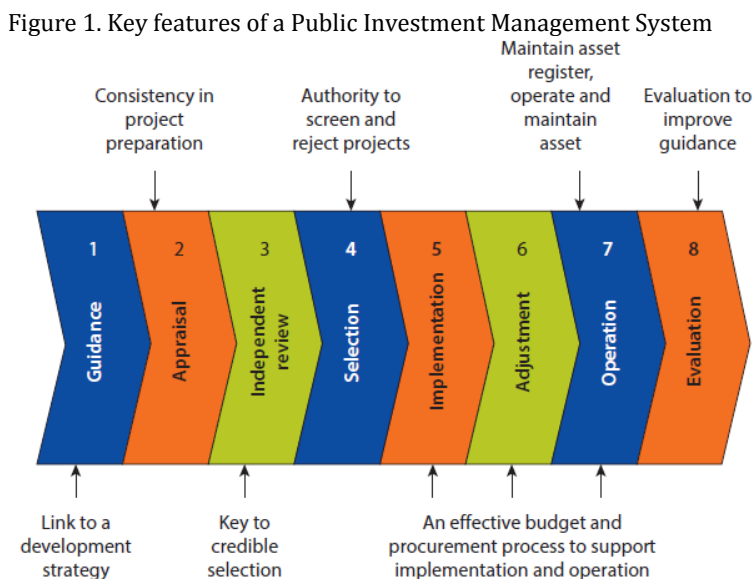 Figure 1. Key features of a Public Investment Management System
Consistency in
project
preparation
Authority to
screen and
reject projects
Maintain asset
register,
operate and
maintain
asset
Evaluation to
improve
guidance
1
Guidance
2
Appraisal
3
Independent
review
4
Selection
5
Implementation
6
Adjustment
7
Operation
8
Evaluation
Link to a
development
strategy
Key to
credible
selection
An effective budget and
procurement process to support
implementation and operation